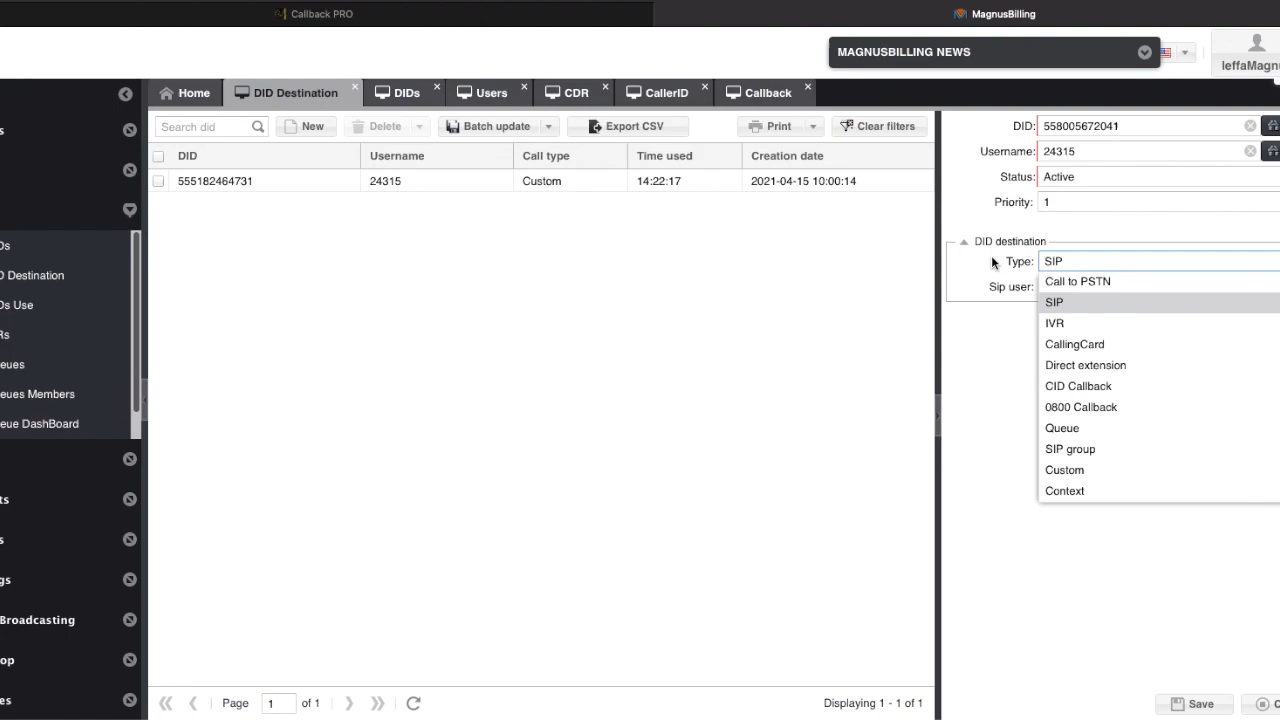 Callback PRO
MagnusBilling
MAGNUSBILLING NEWS
leffaMagnu
Home
DID Destination
DIDs
Users
CDR
CallerID
Callback
Search did
New
Delete
Batch update
Export CSV
Print
Clear filters
DID
Username
Call type
Time used
Creation date
555182464731
24315
Custom
14:22:17
2021-04-15 10:00:14
s
Ds
D Destination
Ds Use
Rs
eues
eues Members
eue DashBoard
ts
s
gs
Broadcasting
op
es
DID: 558005672041
Username: 24315
Status: Active
Priority: 1
DID destination
Type: SIP
Sip user:
Call to PSTN
SIP
IVR
CallingCard
Direct extension
CID Callback
0800 Callback
Queue
SIP group
Custom
Context
Page 1 of 1
Displaying 1 - 1 of 1
Save
C